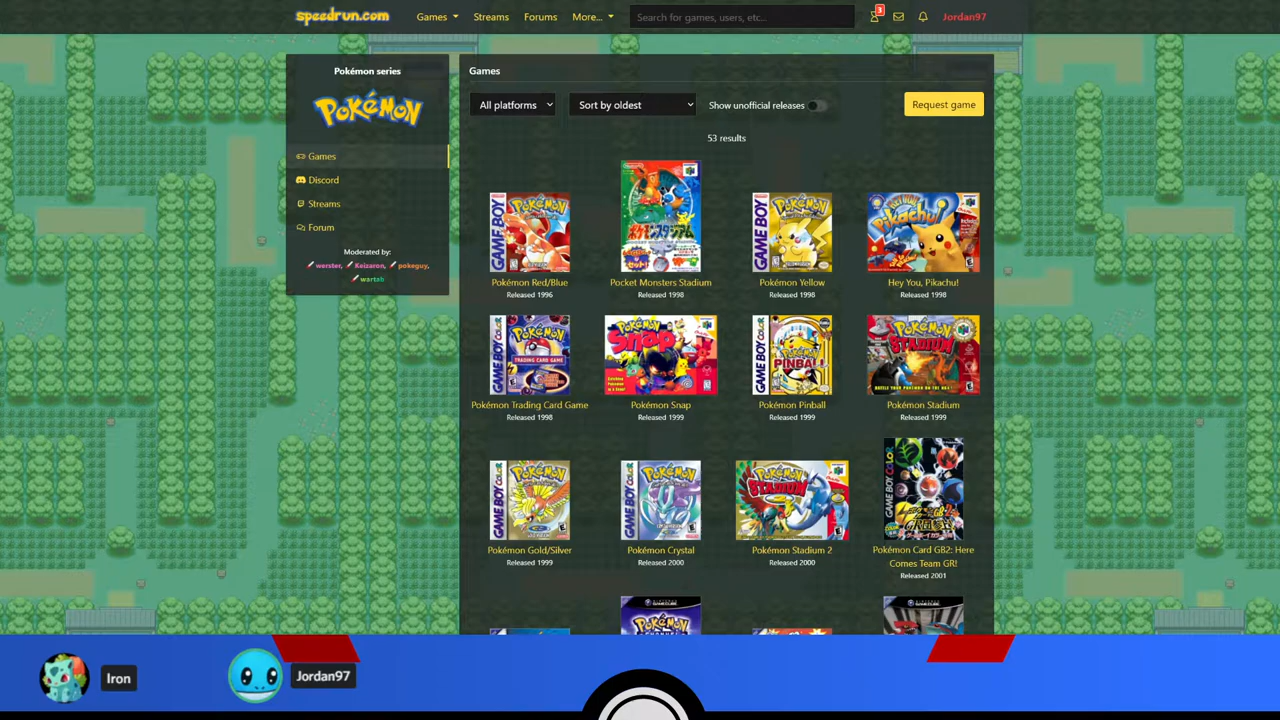 speedrun.com Games Streams Forums More... Search for games, users, etc... 3 Jordan97
Pokémon series
POKéMON
Games
Discord
Streams
Forum
Moderated by:
werster, Keizaron, pokeguy,
wartab
Games
All platforms Sort by oldest Show unofficial releases Request game
53 results
Pokémon Red/Blue Pocket Monsters Stadium Pokémon Yellow Hey You, Pikachu!
Released 1996 Released 1998 Released 1998 Released 1998
Pokémon Trading Card Game Pokémon Snap Pokémon Pinball Pokémon Stadium
Released 1998 Released 1999 Released 1999 Released 1999
Pokémon Gold/Silver Pokémon Crystal Pokémon Stadium 2 Pokémon Card GB2: Here
Comes Team GR!
Released 1999 Released 2000 Released 2000 Released 2001
Iron Jordan97